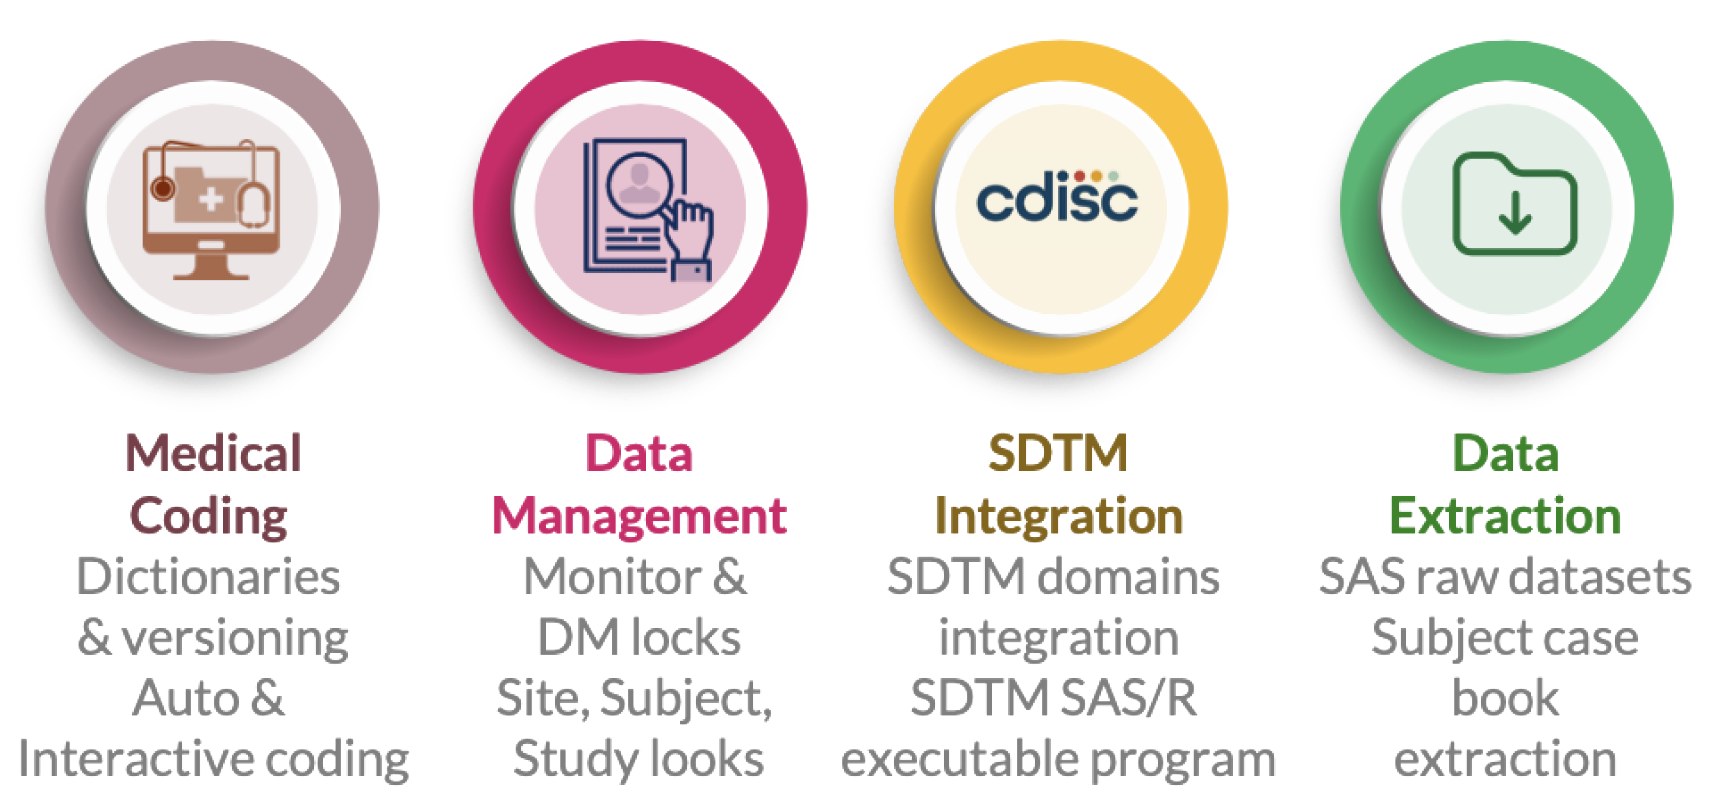 cdisc
Medical
Coding
Dictionaries
& versioning
Auto &
Interactive coding
Data
Management
Monitor &
DM locks
Site, Subject,
Study looks
SDTM
Integration
SDTM domains
integration
SDTM SAS/R
executable program
Data
Extraction
SAS raw datasets
Subject case
book
extraction